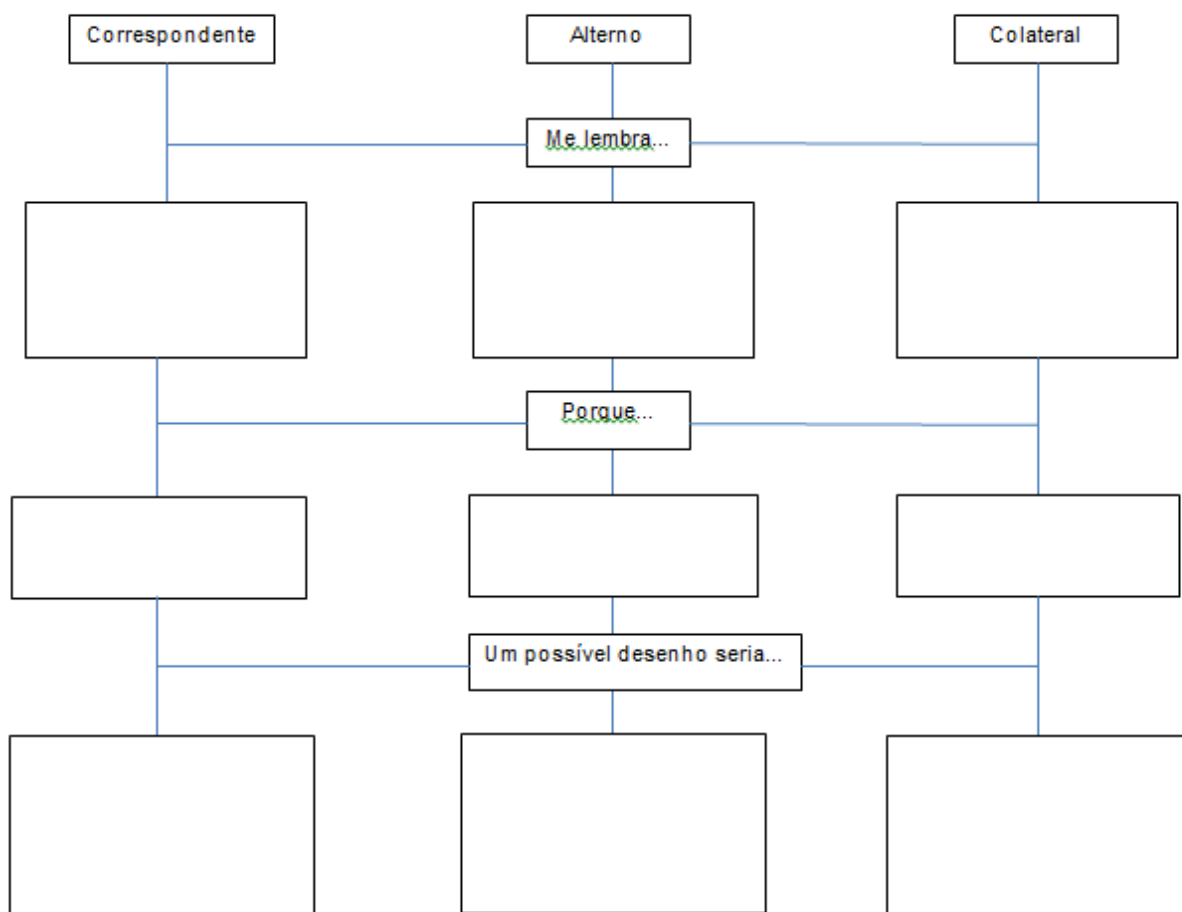 Correspondente
Alterno
Colateral
Me lembra...
Porque...
Um possível desenho seria...